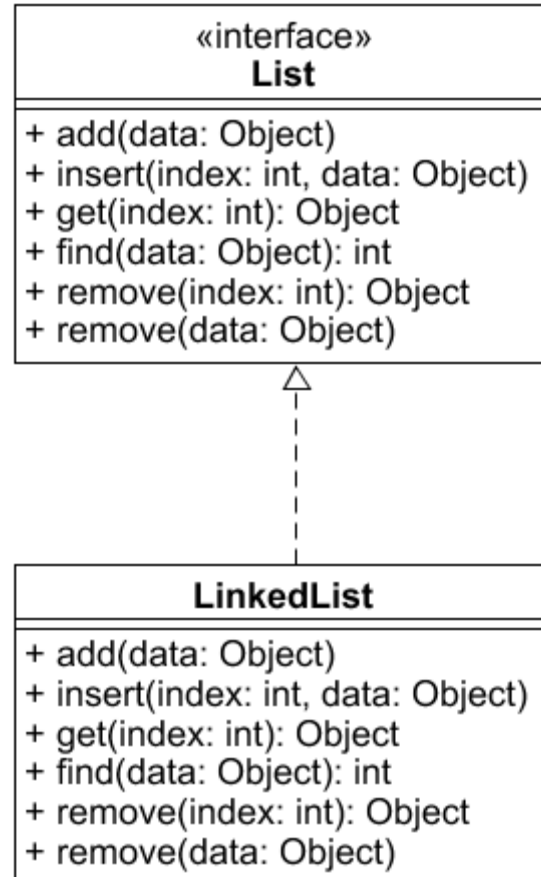 «interface»
List
+ add(data: Object)
+ insert(index: int, data: Object)
+ get(index: int): Object
+ find(data: Object): int
+ remove(index: int): Object
+ remove(data: Object)
LinkedList
+ add(data: Object)
+ insert(index: int, data: Object)
+ get(index: int): Object
+ find(data: Object): int
+ remove(index: int): Object
+ remove(data: Object)